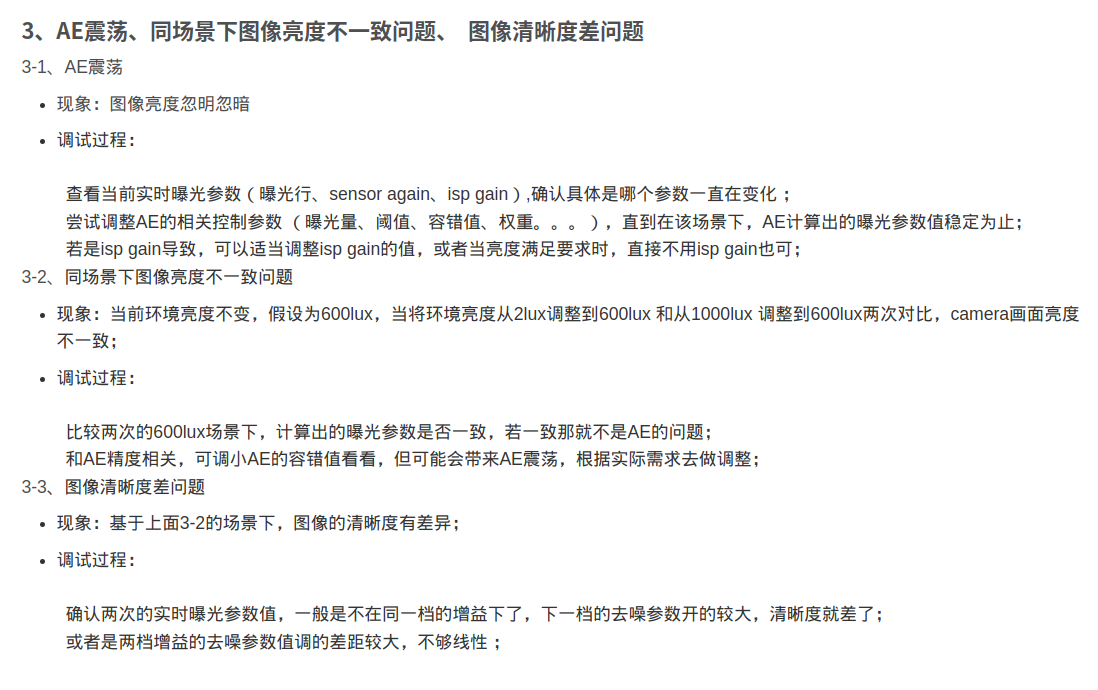 3、AE震荡、同场景下图像亮度不一致问题、 图像清晰度差问题
3-1、AE震荡
• 现象：图像亮度忽明忽暗
• 调试过程：
查看当前实时曝光参数（曝光行、sensor again、isp gain）,确认具体是哪个参数一直在变化；
尝试调整AE的相关控制参数（曝光量、阈值、容错值、权重。。。），直到在该场景下，AE计算出的曝光参数值稳定为止；
若是isp gain导致，可以适当调整isp gain的值，或者当亮度满足要求时，直接不用isp gain也可；
3-2、同场景下图像亮度不一致问题
• 现象：当前环境亮度不变，假设为600lux，当将环境亮度从2lux调整到600lux 和从1000lux 调整到600lux两次对比，camera画面亮度
不一致；
• 调试过程：
比较两次的600lux场景下，计算出的曝光参数是否一致，若一致那就不是AE的问题；
和AE精度相关，可调小AE的容错值看看，但可能会带来AE震荡，根据实际需求去做调整；
3-3、图像清晰度差问题
• 现象：基于上面3-2的场景下，图像的清晰度有差异；
• 调试过程：
确认两次的实时曝光参数值，一般是不在同一档的增益下了，下一档的去噪参数开的较大，清晰度就差了；
或者是两档增益的去噪参数值调的差距较大，不够线性；